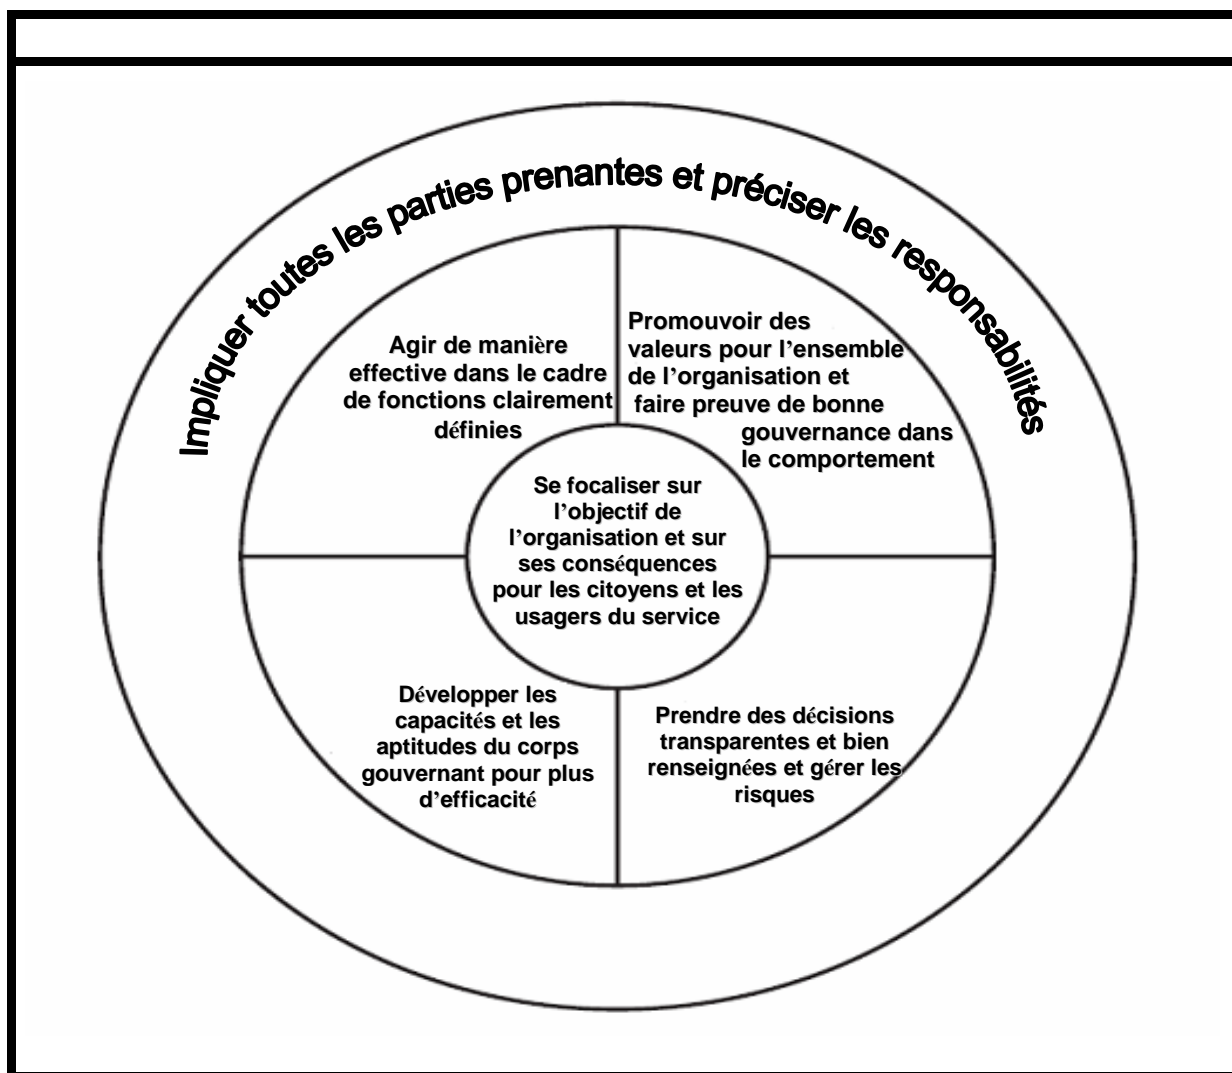 Impliquer toutes les parties prenantes et préciser les responsabilités
Agir de manière
effective dans le cadre
de fonctions clairement
définies
Promouvoir des
valeurs pour l’ensemble
de l’organisation et
faire preuve de bonne
gouvernance dans
le comportement
Se focaliser sur
l’objectif de
l’organisation et sur
ses conséquences
pour les citoyens et les
usagers du service
Développer les
capacités et les
aptitudes du corps
gouvernant pour plus
d’efficacité
Prendre des décisions
transparentes et bien
renseignées et gérer les
risques